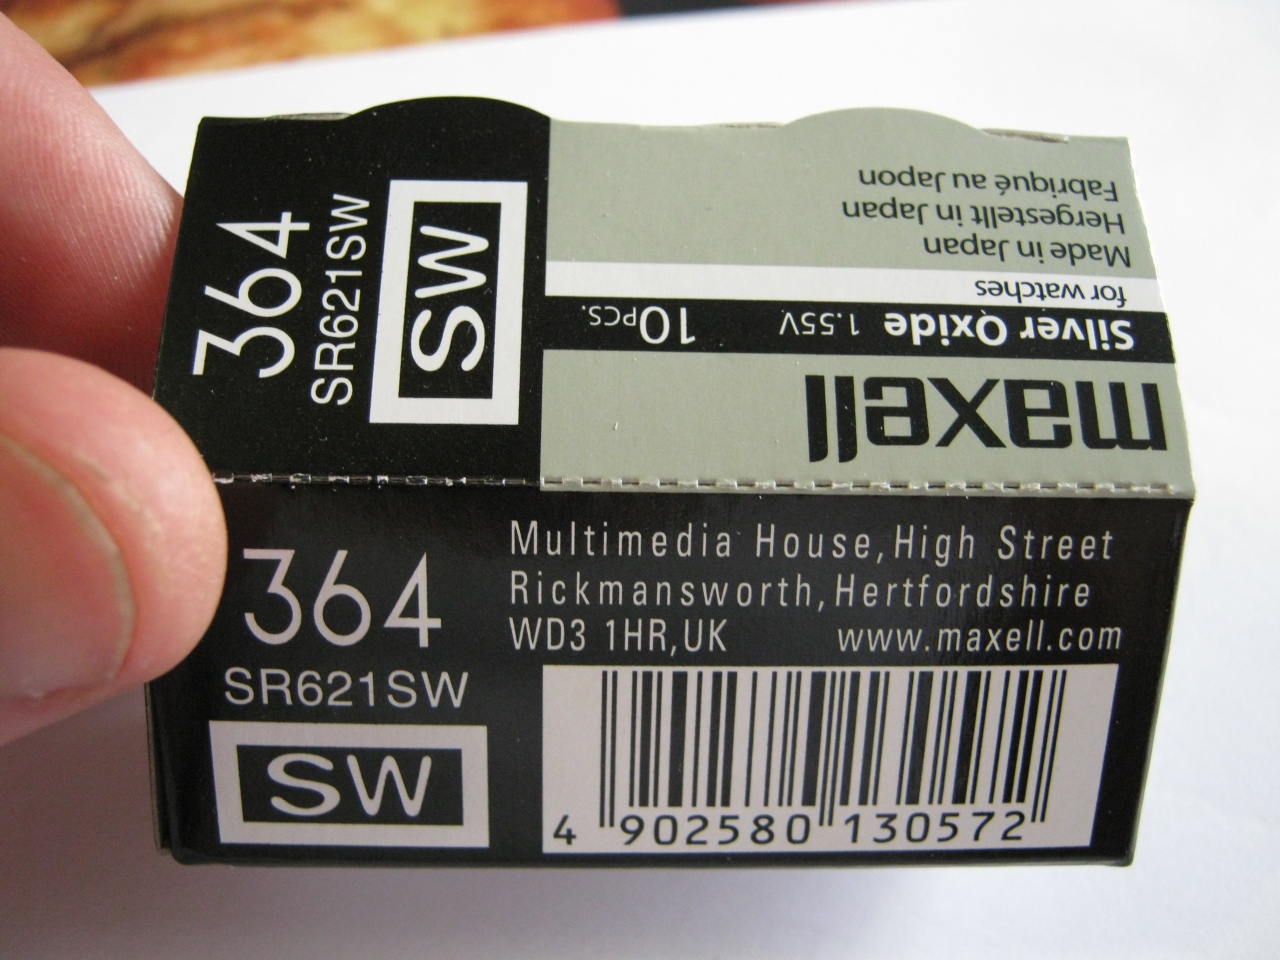 364
SR621SW
SW
maxell
Silver Oxide 1.55V 10PCS.
for watches
Made in Japan
Hergestellt in Japan
Fabriqué au Japon
Multimedia House, High Street
Rickmansworth, Hertfordshire
WD3 1HR, UK www.maxell.com
364
SR621SW
SW
4 902580 130572